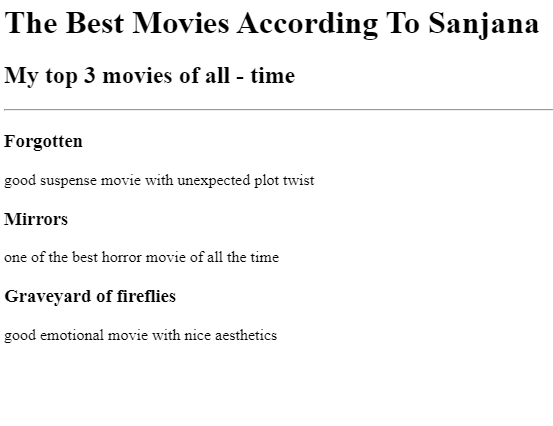 The Best Movies According To Sanjana
My top 3 movies of all - time
Forgotten
good suspense movie with unexpected plot twist
Mirrors
one of the best horror movie of all the time
Graveyard of fireflies
good emotional movie with nice aesthetics